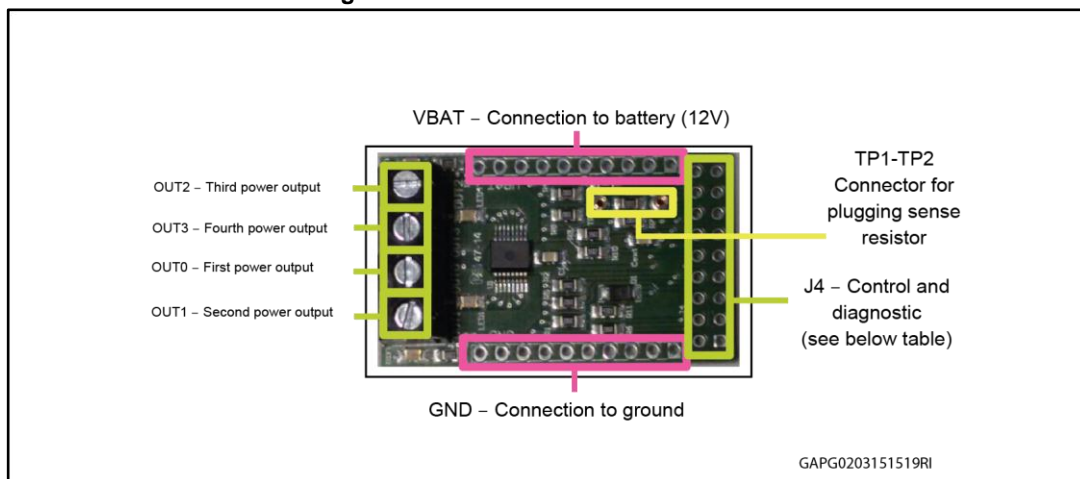 VBAT – Connection to battery (12V)
TP1-TP2
Connector for
plugging sense
resistor
OUT2 – Third power output
OUT3 – Fourth power output
OUT0 – First power output
OUT1 – Second power output
J4 – Control and
diagnostic
(see below table)
GND – Connection to ground
GAPG0203151519RI